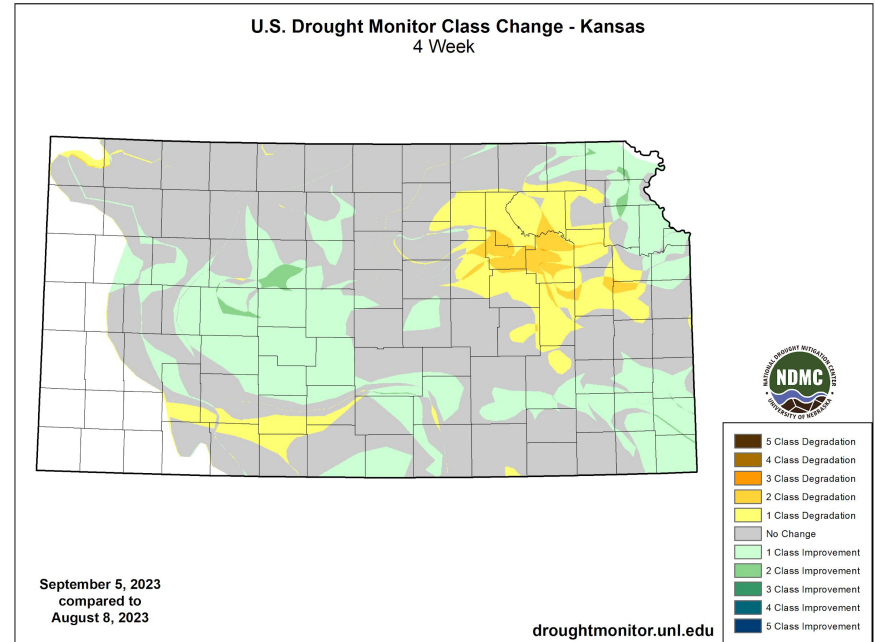 U.S. Drought Monitor Class Change - Kansas
4 Week
NATIONAL DROUGHT MITIGATION CENTER
NDMC
UNIVERSITY OF NEBRASKA
5 Class Degradation
4 Class Degradation
3 Class Degradation
2 Class Degradation
1 Class Degradation
No Change
1 Class Improvement
2 Class Improvement
3 Class Improvement
4 Class Improvement
5 Class Improvement
September 5, 2023
compared to
August 8, 2023
droughtmonitor.unl.edu